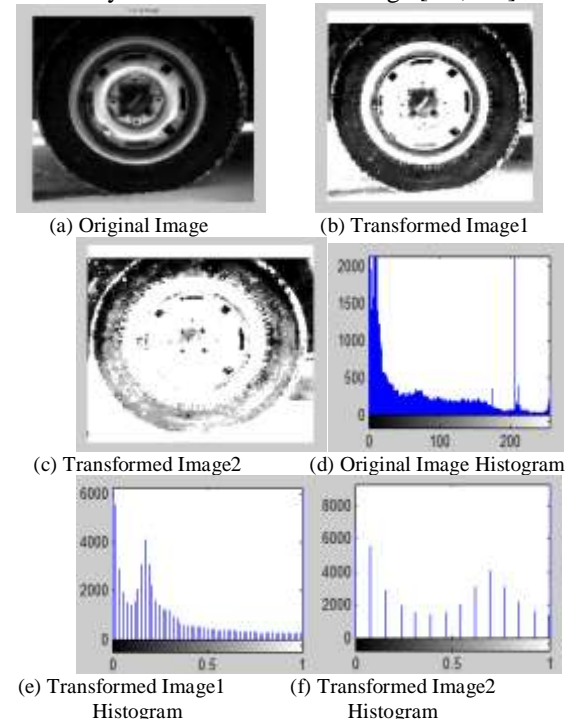 (a) Original Image
(b) Transformed Image1
2000
1500
1000
500
0
0 100 200
(c) Transformed Image2
(d) Original Image Histogram
6000
4000
2000
0
0 0.5 1
8000
6000
4000
2000
0
0 0.5 1
(e) Transformed Image1
Histogram
(f) Transformed Image2
Histogram